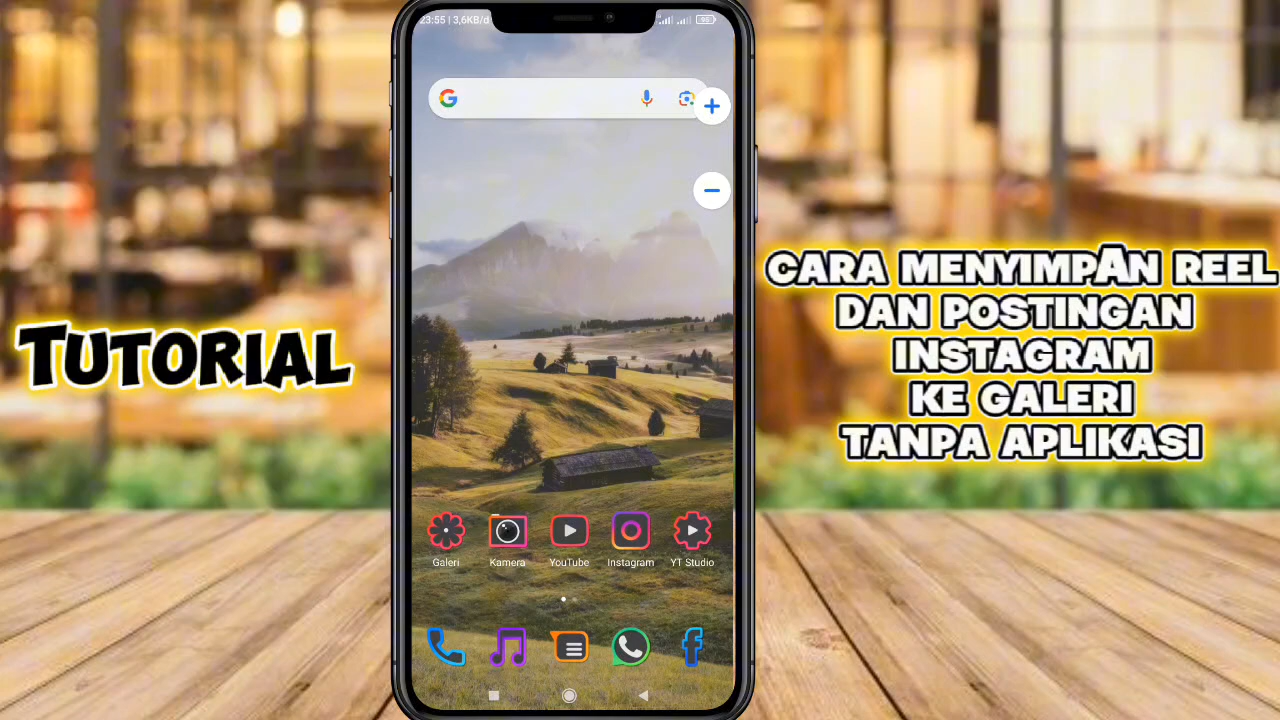 23:55 | 3,6KB/d
96
TUTORIAL
CARA MENYIMPAN REEL
DAN POSTINGAN
INSTAGRAM
KE GALERI
TANPA APLIKASI
Galeri
Kamera
YouTube
Instagram
YT Studio